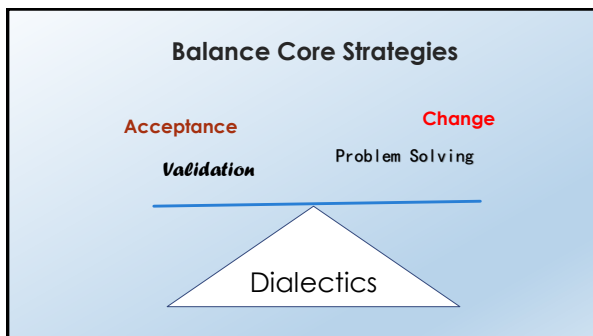 Balance Core Strategies
Acceptance
Change
Validation
Problem Solving
Dialectics